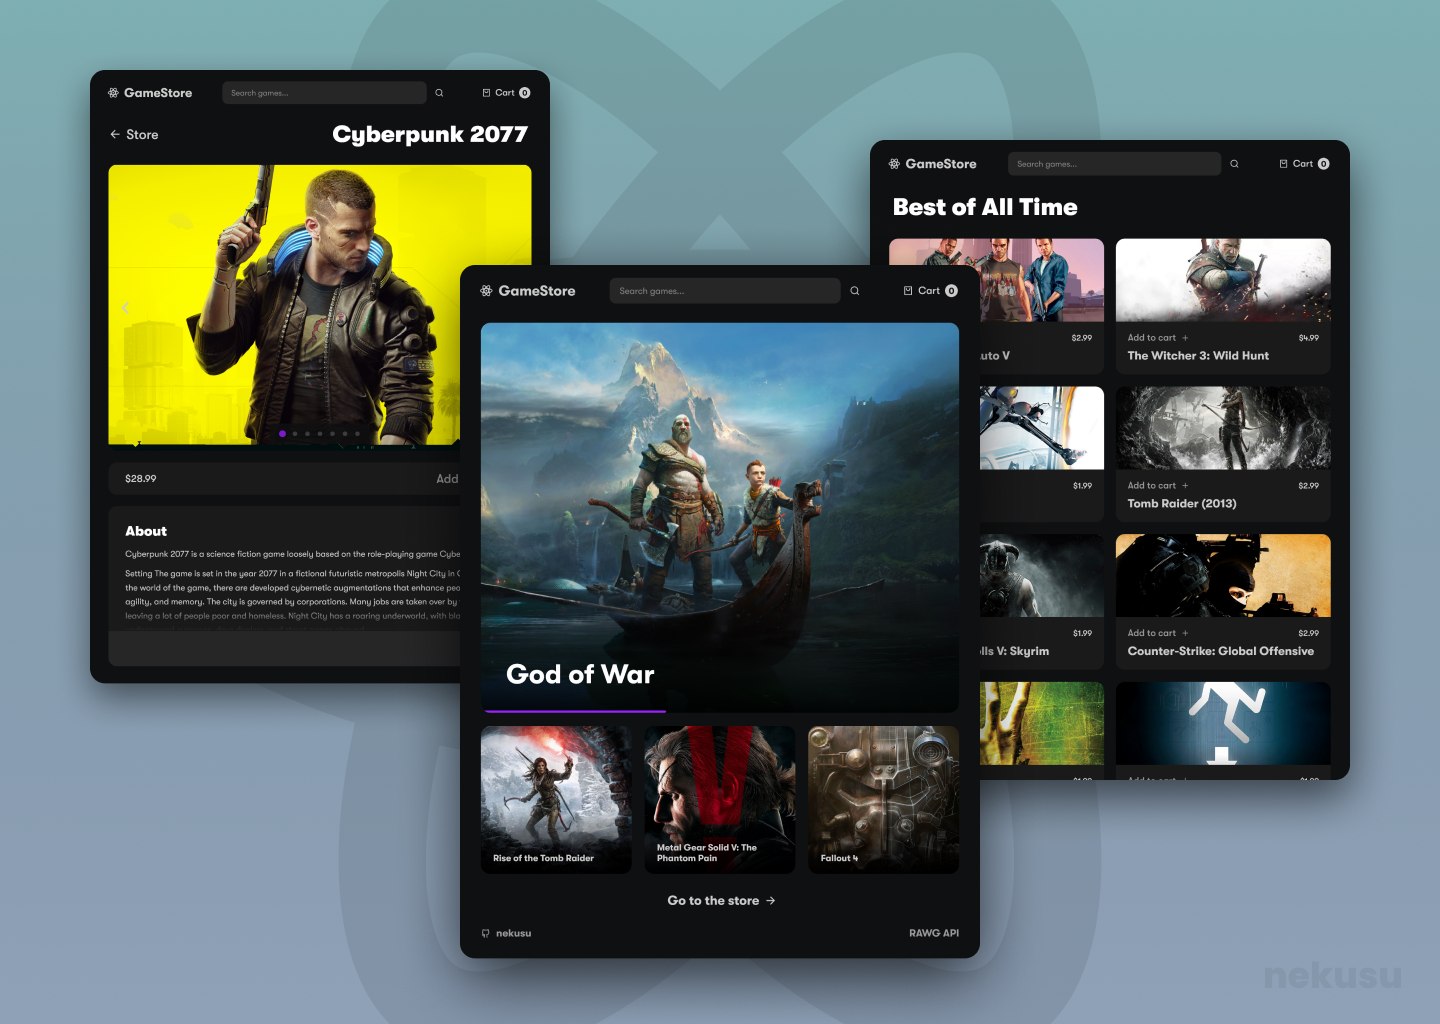 GameStore
Search games...
Cart 0
Store
Cyberpunk 2077
$28.99
Add
About
Cyberpunk 2077 is a science fiction game loosely based on the role-playing game Cybe
Setting The game is set in the year 2077 in a fictional futuristic metropolis Night City in C
the world of the game, there are developed cybernetic augmentations that enhance peo
agility, and memory. The city is governed by corporations. Many jobs are taken over by
leaving a lot of people poor and homeless. Night City has a roaring underworld, with blo
GameStore
Search games...
Cart 0
God of War
Rise of the Tomb Raider
Metal Gear Solid V: The
Phantom Pain
Fallout 4
Go to the store
nekusu
RAWG API
GameStore
Search games...
Cart 0
Best of All Time
$2.99
uto V
Add to cart + $4.99
The Witcher 3: Wild Hunt
$1.99
Add to cart + $2.99
Tomb Raider (2013)
$1.99
lls V: Skyrim
Add to cart + $2.99
Counter-Strike: Global Offensive
$1.99
Add to cart + $1.99
nekusu